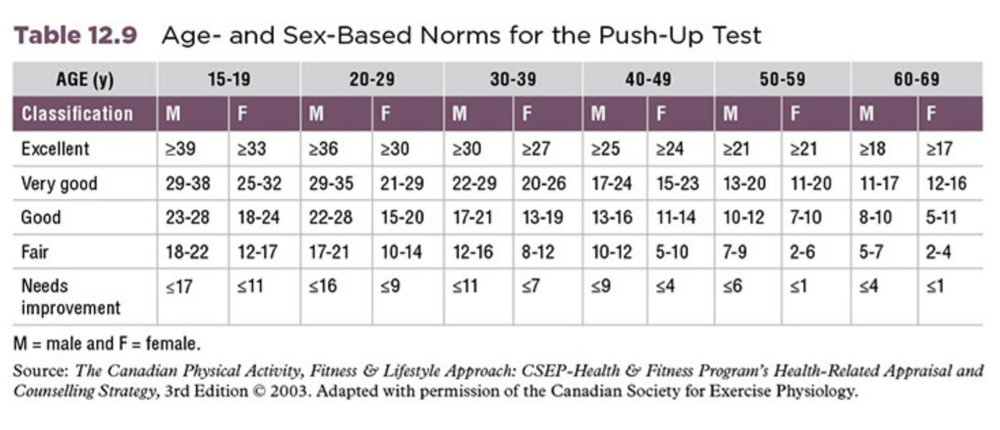 Table 12.9 Age- and Sex-Based Norms for the Push-Up Test
AGE (y) 15-19 20-29 30-39 40-49 50-59 60-69
Classification M F M F M F M F M F M F
Excellent ≥39 ≥33 ≥36 ≥30 ≥30 ≥27 ≥25 ≥24 ≥21 ≥21 ≥18 ≥17
Very good 29-38 25-32 29-35 21-29 22-29 20-26 17-24 15-23 13-20 11-20 11-17 12-16
Good 23-28 18-24 22-28 15-20 17-21 13-19 13-16 11-14 10-12 7-10 8-10 5-11
Fair 18-22 12-17 17-21 10-14 12-16 8-12 10-12 5-10 7-9 2-6 5-7 2-4
Needs ≤17 ≤11 ≤16 ≤9 ≤11 ≤7 ≤9 ≤4 ≤6 ≤1 ≤4 ≤1
improvement
M = male and F = female.
Source: The Canadian Physical Activity, Fitness & Lifestyle Approach: CSEP-Health & Fitness Program's Health-Related Appraisal and
Counselling Strategy, 3rd Edition © 2003. Adapted with permission of the Canadian Society for Exercise Physiology.